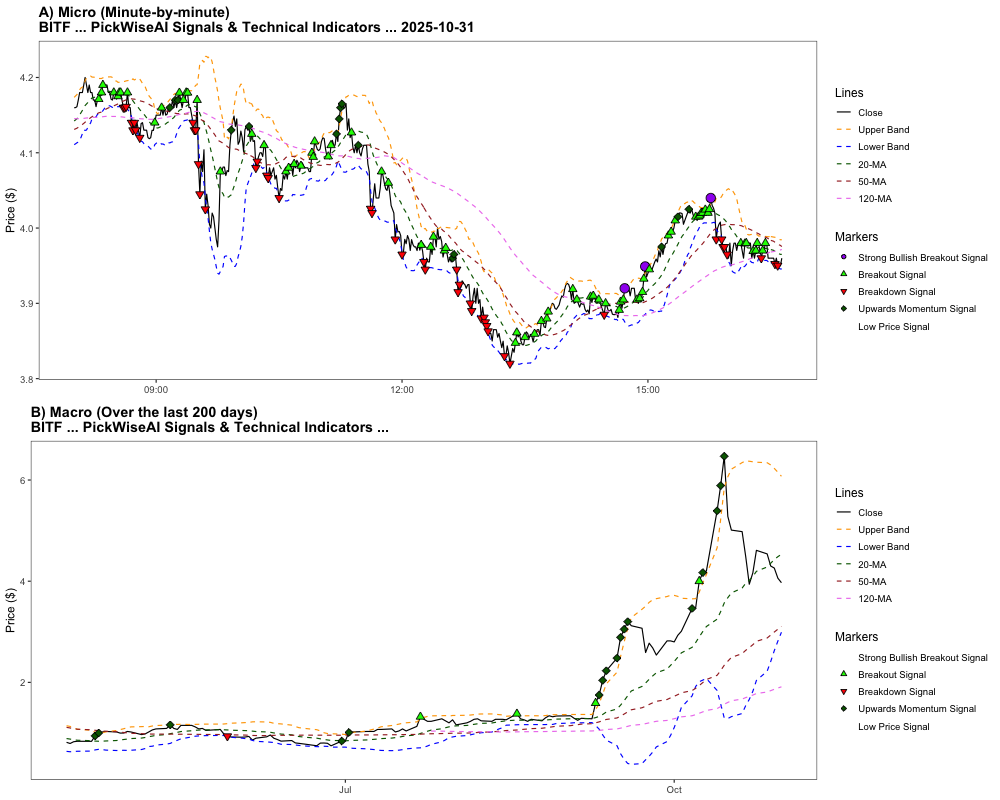 A) Micro (Minute-by-minute)
BITF ... PickWiseAI Signals & Technical Indicators ... 2025-10-31
Price ($)
4.2
4.1
4.0
3.9
3.8
09:00
12:00
15:00
Lines
Close
Upper Band
Lower Band
20-MA
50-MA
120-MA
Markers
Strong Bullish Breakout Signal
Breakout Signal
Breakdown Signal
Upwards Momentum Signal
Low Price Signal
B) Macro (Over the last 200 days)
BITF ... PickWiseAI Signals & Technical Indicators ...
Price ($)
6
4
2
Jul
Oct
Lines
Close
Upper Band
Lower Band
20-MA
50-MA
120-MA
Markers
Strong Bullish Breakout Signal
Breakout Signal
Breakdown Signal
Upwards Momentum Signal
Low Price Signal